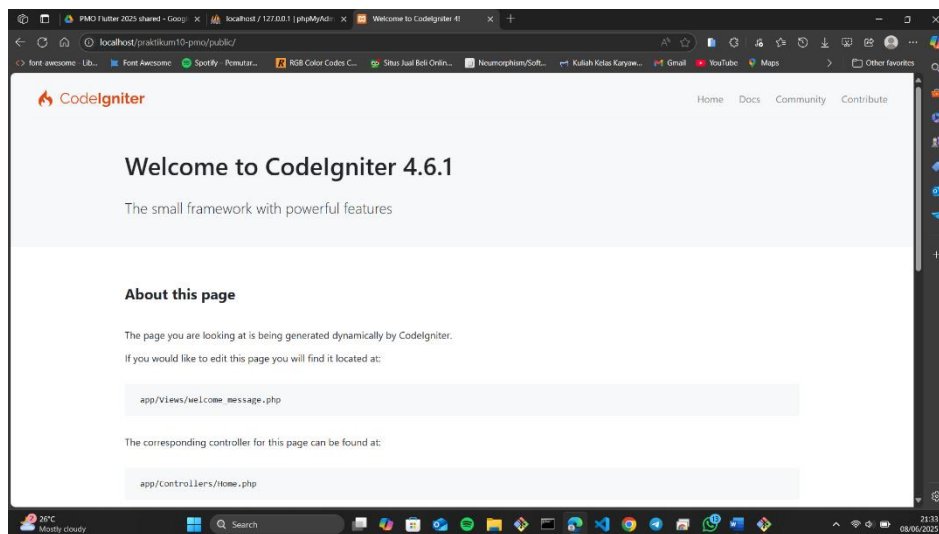 PMO Flutter 2025 shared - Googl
localhost / 127.0.0.1 | phpMyAdm
Welcome to CodeIgniter 4!
localhost/praktikum10-pmo/public/
font-awesome · Lib...
Font Awesome
Spotify – Pemutar...
RGB Color Codes C...
Situs Jual Beli Onlin...
Neumorphism/Soft...
Kuliah Kelas Karyaw...
Gmail
YouTube
Maps
Other favorites
CodeIgniter
Home Docs Community Contribute
Welcome to CodeIgniter 4.6.1
The small framework with powerful features
About this page
The page you are looking at is being generated dynamically by CodeIgniter.
If you would like to edit this page you will find it located at:
app/Views/welcome_message.php
The corresponding controller for this page can be found at:
app/Controllers/Home.php
26°C
Mostly cloudy
Search
21:33
08/06/2025